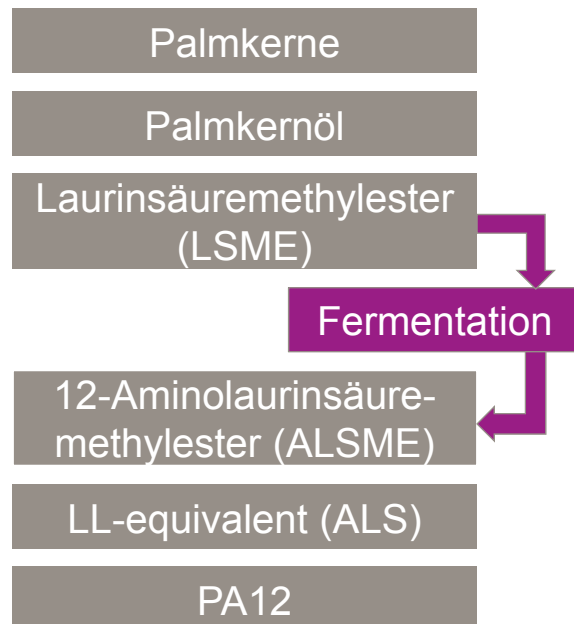 Palmkerne
Palmkernöl
Laurinsäuremethylester
(LSME)
Fermentation
12-Aminolaurinsäure-
methylester (ALSME)
LL-equivalent (ALS)
PA12